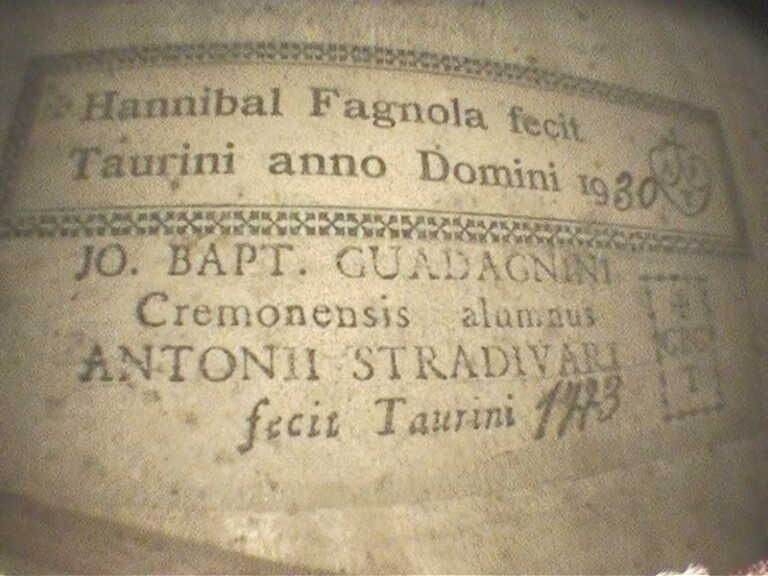 Hannibal Fagnola fecit
Taurini anno Domini 1930
JO. BAPT. GUADAGNINI
Cremonensis alumnus
ANTONII STRADIVARI
fecit Taurini 1773